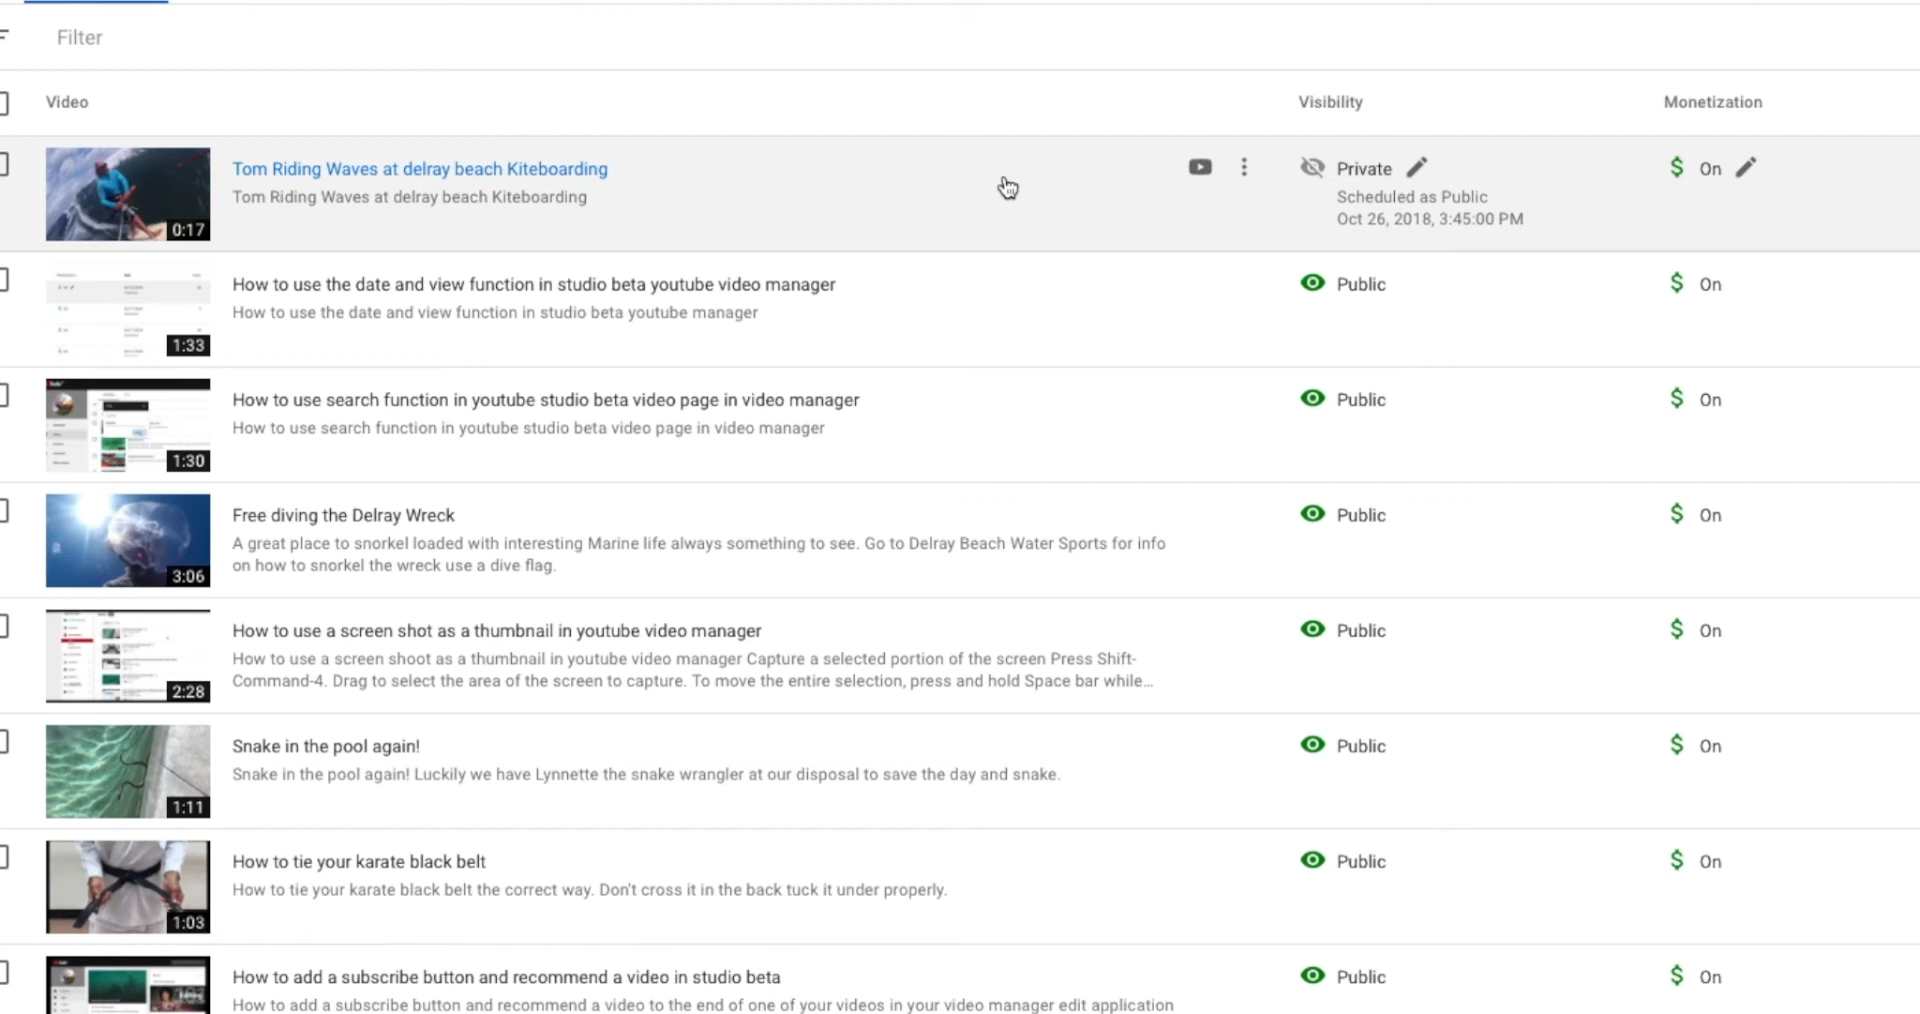 Filter
Video Visibility Monetization
Tom Riding Waves at delray beach Kiteboarding Private $ On
Tom Riding Waves at delray beach Kiteboarding Scheduled as Public
Oct 26, 2018, 3:45:00 PM
0:17
How to use the date and view function in studio beta youtube video manager Public $ On
How to use the date and view function in studio beta youtube manager
1:33
How to use search function in youtube studio beta video page in video manager Public $ On
How to use search function in youtube studio beta video page in video manager
1:30
Free diving the Delray Wreck Public $ On
A great place to snorkel loaded with interesting Marine life always something to see. Go to Delray Beach Water Sports for info
on how to snorkel the wreck use a dive flag.
3:06
How to use a screen shot as a thumbnail in youtube video manager Public $ On
How to use a screen shoot as a thumbnail in youtube video manager Capture a selected portion of the screen Press Shift-
Command-4. Drag to select the area of the screen to capture. To move the entire selection, press and hold Space bar while...
2:28
Snake in the pool again! Public $ On
Snake in the pool again! Luckily we have Lynnette the snake wrangler at our disposal to save the day and snake.
1:11
How to tie your karate black belt Public $ On
How to tie your karate black belt the correct way. Don't cross it in the back tuck it under properly.
1:03
How to add a subscribe button and recommend a video in studio beta Public $ On
How to add a subscribe button and recommend a video to the end of one of your videos in your video manager edit application